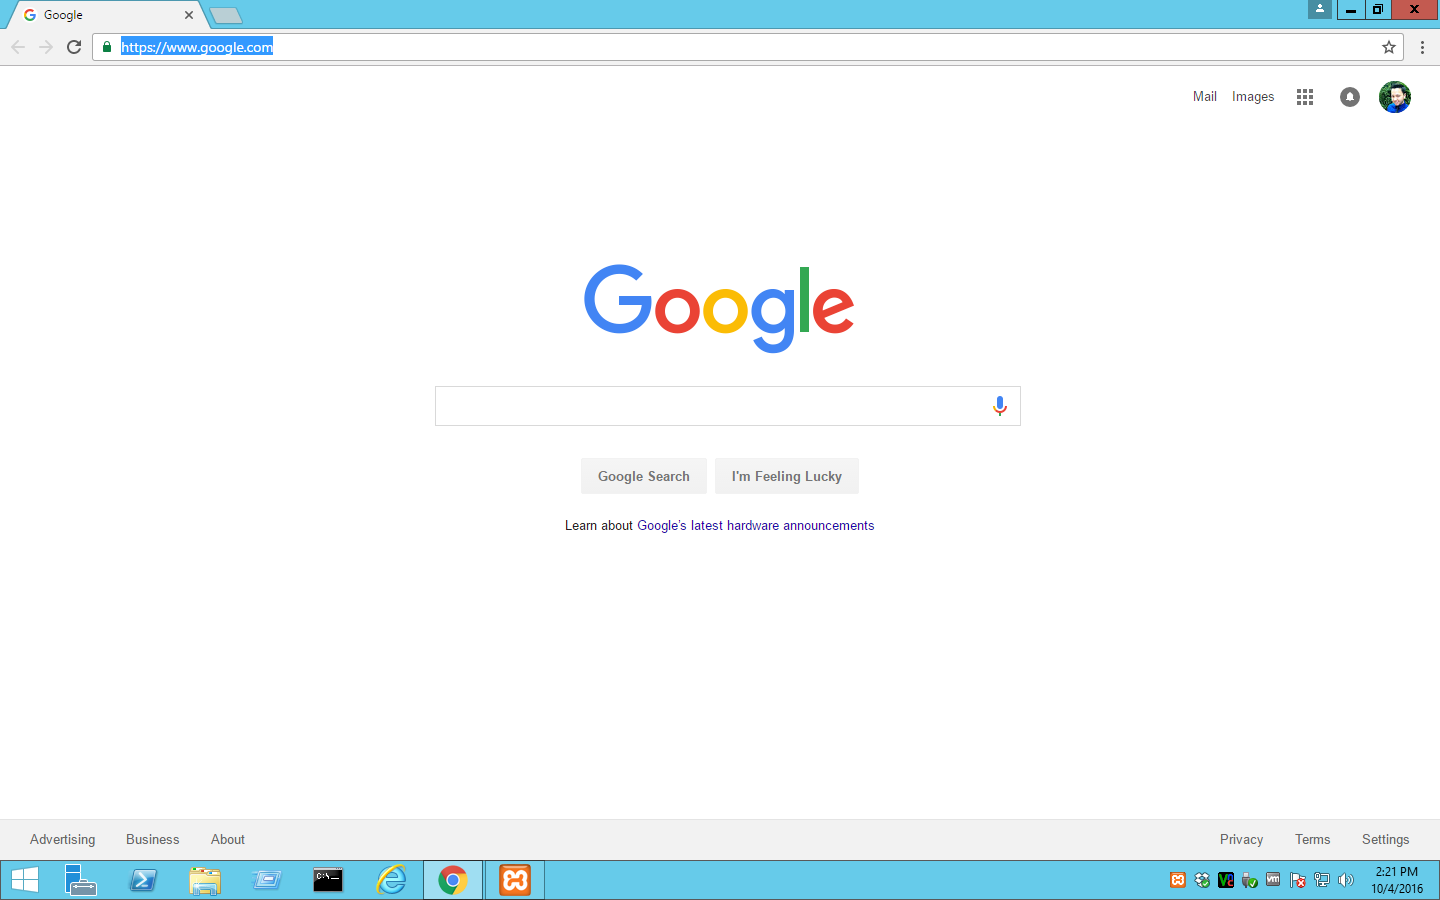 Google
https://www.google.com
Mail Images
Google
Google Search I'm Feeling Lucky
Learn about Google's latest hardware announcements
Advertising Business About Privacy Terms Settings
C:\
vm
2:21 PM
10/4/2016